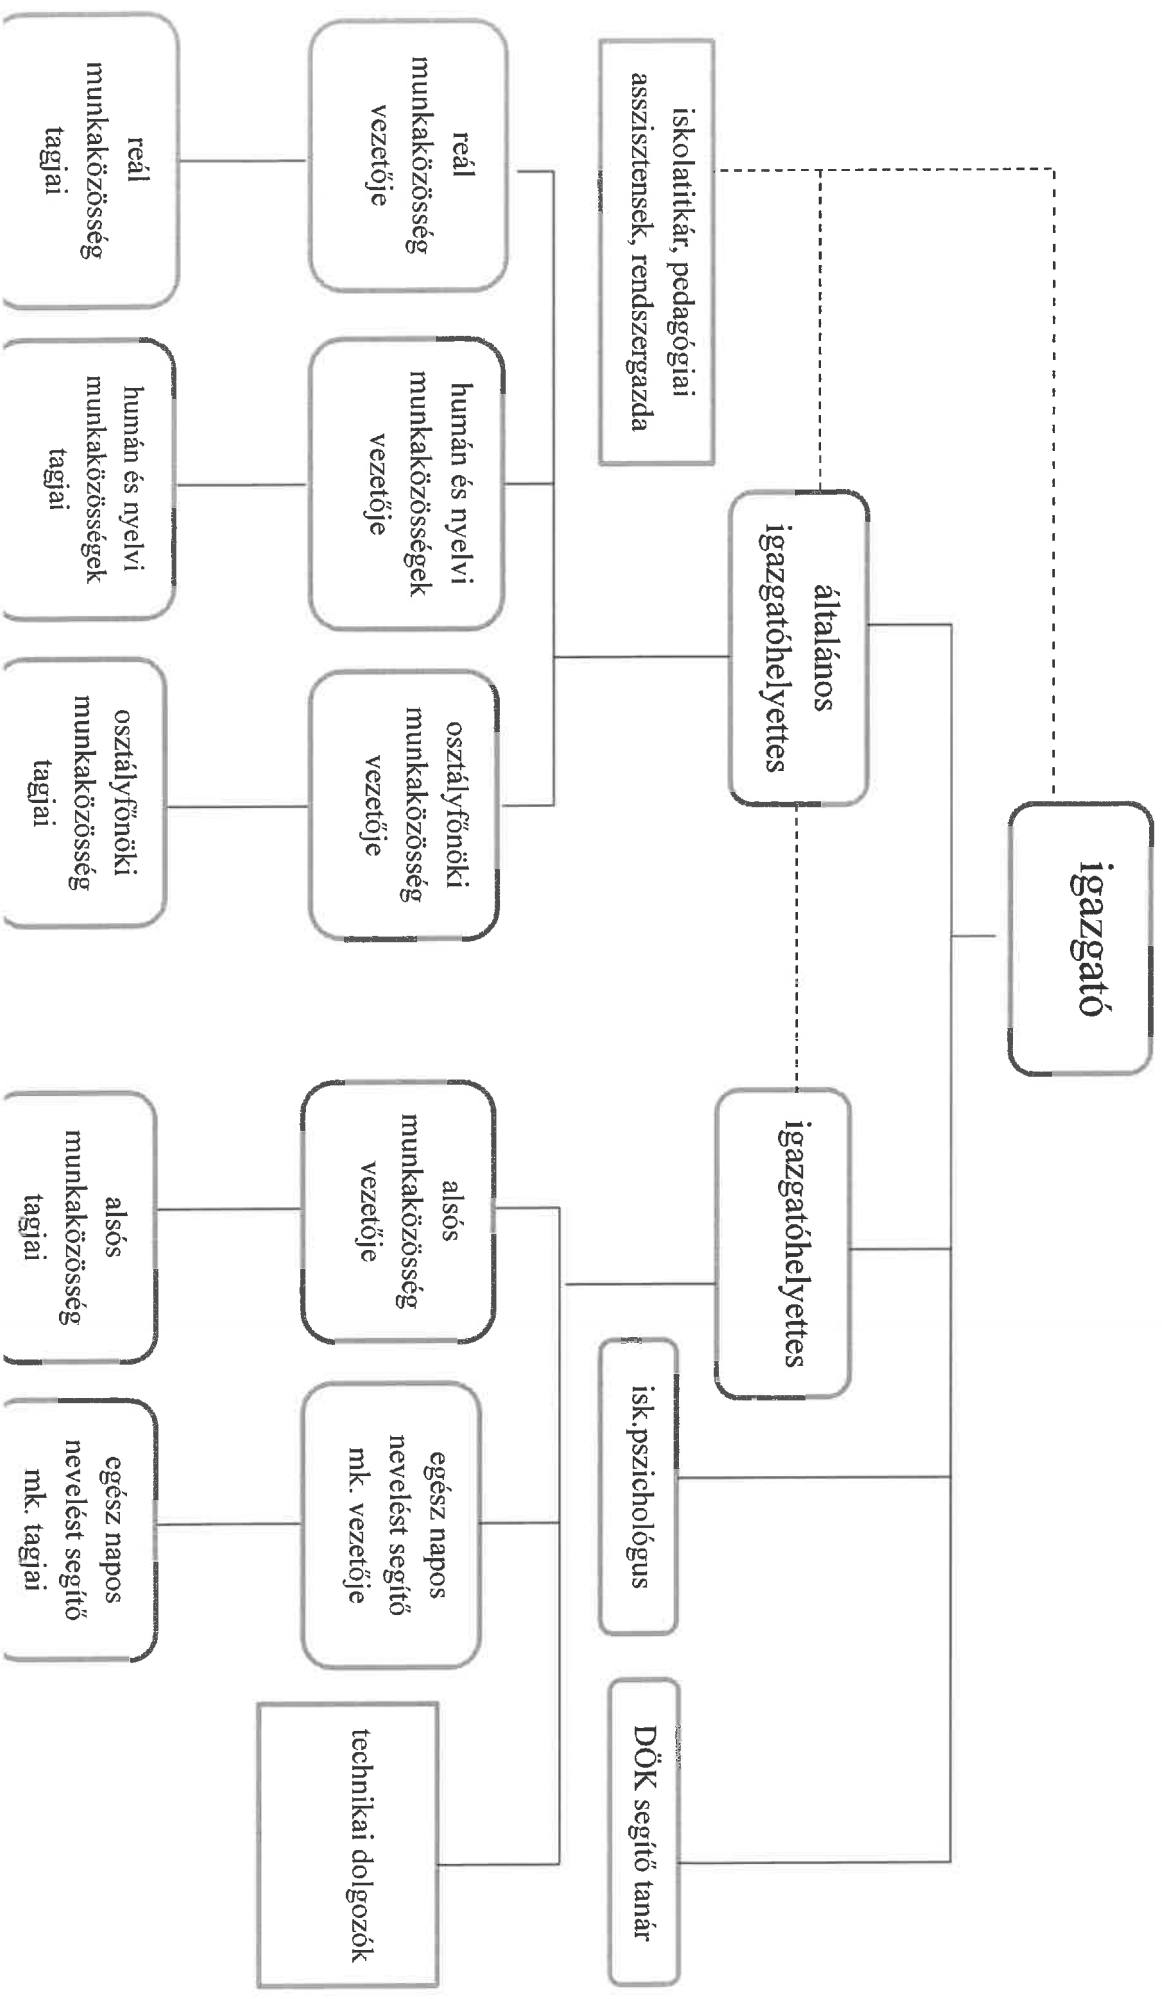 igazgató
általános
igazgatóhelyettes
igazgatóhelyettes
iskolatitkár, pedagógiai
asszisztensek, rendszergazda
isk.pszichológus
DÖK segítő tanár
reál
munkaközösség
vezetője
humán és nyelvi
munkaközösségek
vezetője
osztályfőnöki
munkaközösség
vezetője
alsós
munkaközösség
vezetője
egész napos
nevelést segítő
mk. vezetője
technikai dolgozók
reál
munkaközösség
tagjai
humán és nyelvi
munkaközösségek
tagjai
osztályfőnöki
munkaközösség
tagjai
alsós
munkaközösség
tagjai
egész napos
nevelést segítő
mk. tagjai